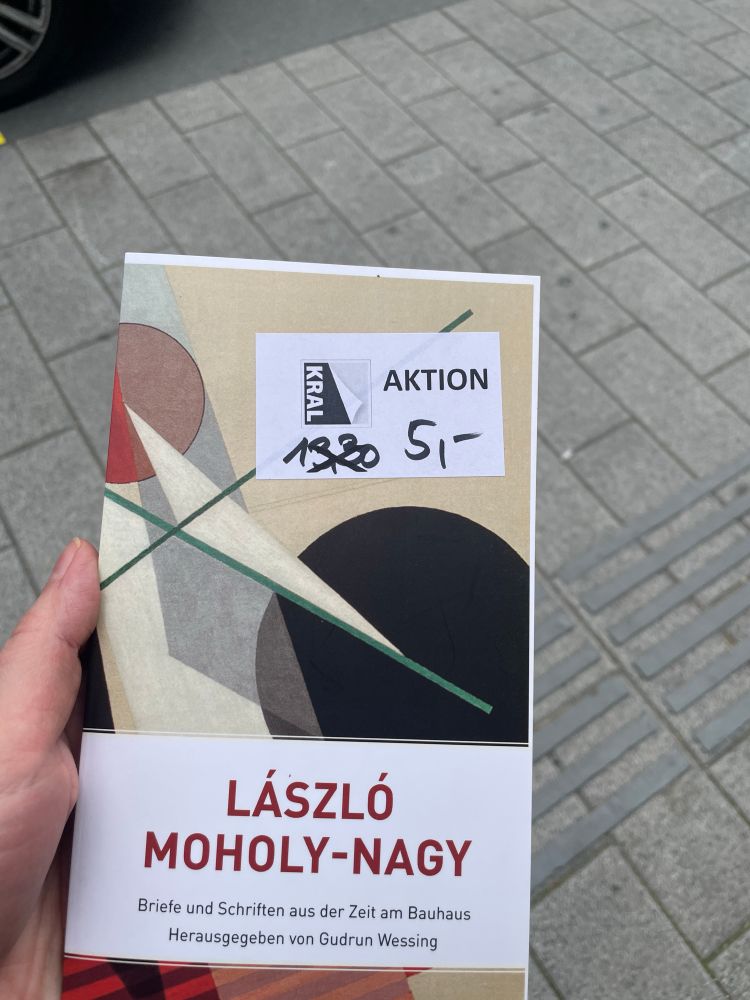 KRAL
AKTION
13,30 5,-
LÁSZLÓ
MOHOLY-NAGY
Briefe und Schriften aus der Zeit am Bauhaus
Herausgegeben von Gudrun Wessing